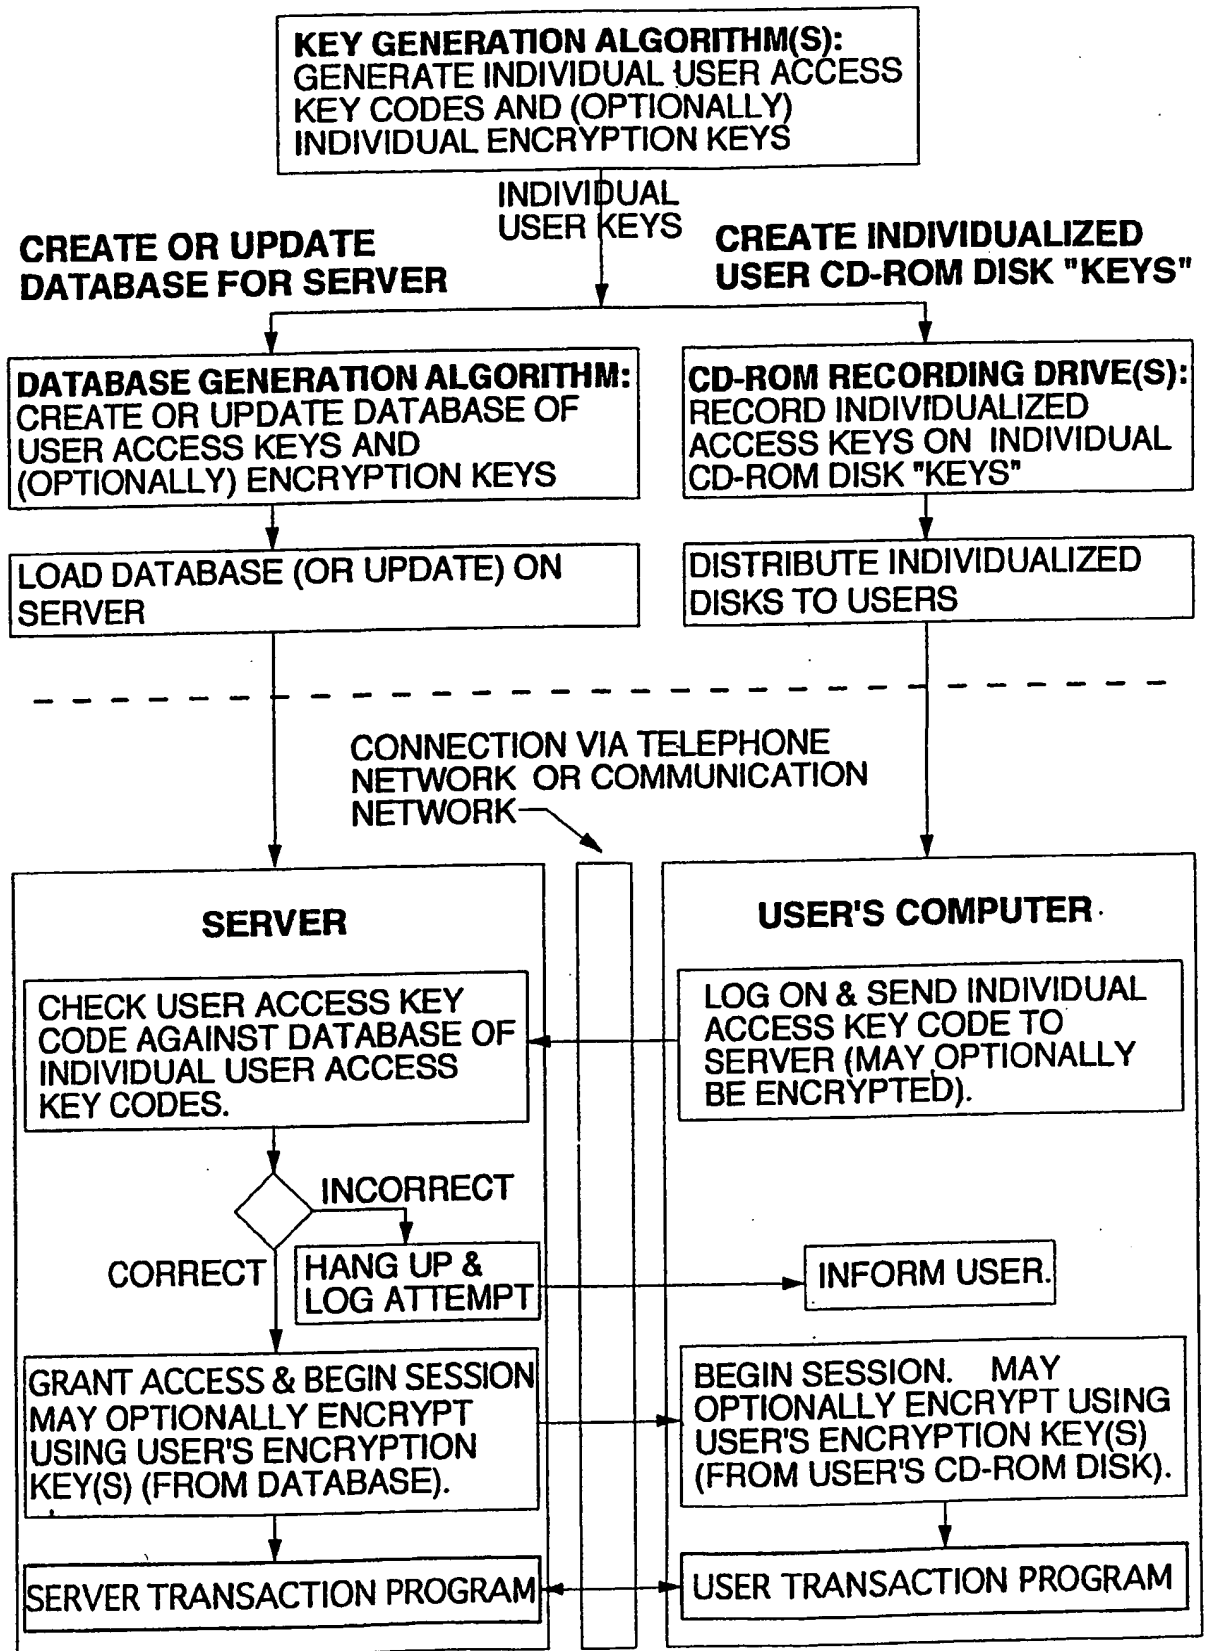 KEY GENERATION ALGORITHM(S):
GENERATE INDIVIDUAL USER ACCESS
KEY CODES AND (OPTIONALLY)
INDIVIDUAL ENCRYPTION KEYS
INDIVIDUAL
USER KEYS
CREATE OR UPDATE
DATABASE FOR SERVER
CREATE INDIVIDUALIZED
USER CD-ROM DISK "KEYS"
DATABASE GENERATION ALGORITHM:
CREATE OR UPDATE DATABASE OF
USER ACCESS KEYS AND
(OPTIONALLY) ENCRYPTION KEYS
CD-ROM RECORDING DRIVE(S):
RECORD INDIVIDUALIZED
ACCESS KEYS ON INDIVIDUAL
CD-ROM DISK "KEYS"
LOAD DATABASE (OR UPDATE) ON
SERVER
DISTRIBUTE INDIVIDUALIZED
DISKS TO USERS
CONNECTION VIA TELEPHONE
NETWORK OR COMMUNICATION
NETWORK
SERVER
USER'S COMPUTER
CHECK USER ACCESS KEY
CODE AGAINST DATABASE OF
INDIVIDUAL USER ACCESS
KEY CODES.
LOG ON & SEND INDIVIDUAL
ACCESS KEY CODE TO
SERVER (MAY OPTIONALLY
BE ENCRYPTED).
INCORRECT
CORRECT
HANG UP &
LOG ATTEMPT
INFORM USER.
GRANT ACCESS & BEGIN SESSION
MAY OPTIONALLY ENCRYPT
USING USER'S ENCRYPTION
KEY(S) (FROM DATABASE).
BEGIN SESSION. MAY
OPTIONALLY ENCRYPT USING
USER'S ENCRYPTION KEY(S)
(FROM USER'S CD-ROM DISK).
SERVER TRANSACTION PROGRAM
USER TRANSACTION PROGRAM